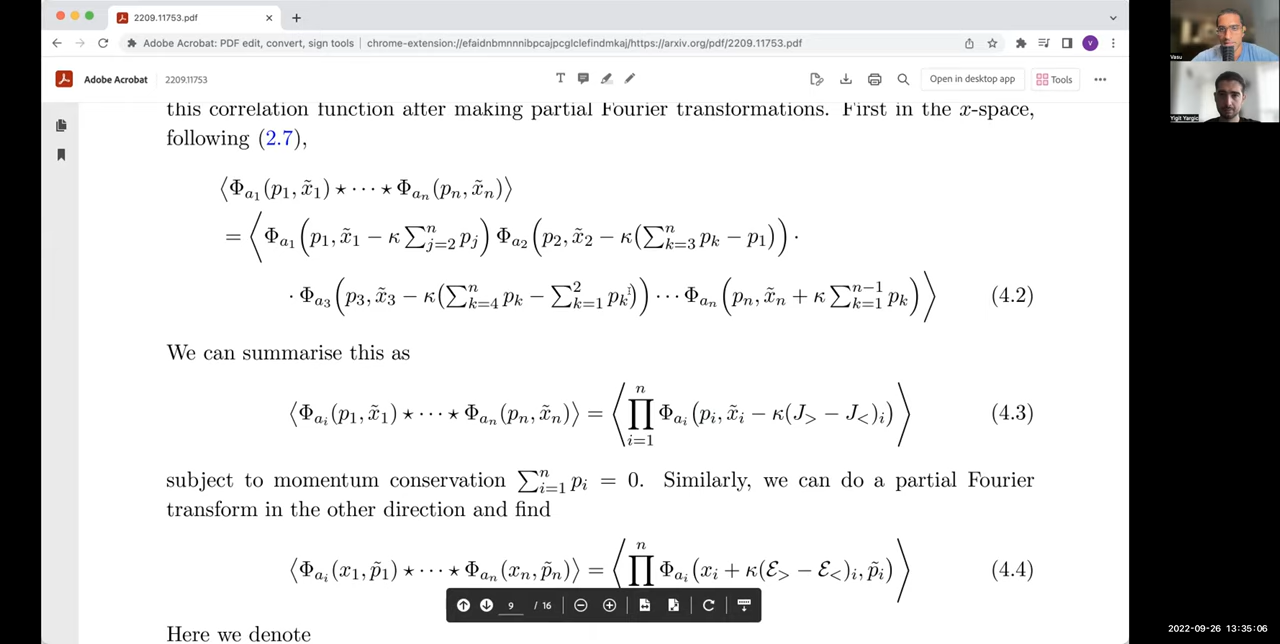 2209.11753.pdf
Adobe Acrobat: PDF edit, convert, sign tools | chrome-extension://efaidnbmnnnibpcajpcglclefindmkaj/https://arxiv.org/pdf/2209.11753.pdf
V
Adobe Acrobat 2209.11753 Open in desktop app Tools
this correlation function after making partial Fourier transformations. First in the x-space,
following (2.7),
⟨Φₐ₁(p₁, x̃₁) ⋆ ··· ⋆ Φₐₙ(pₙ, x̃ₙ)⟩
= ⟨Φₐ₁(p₁, x̃₁ − κ∑ⁿⱼ₌₂ pⱼ) Φₐ₂(p₂, x̃₂ − κ(∑ⁿₖ₌₃ pₖ − p₁)) ·
· Φₐ₃(p₃, x̃₃ − κ(∑ⁿₖ₌₄ pₖ − ∑²ₖ₌₁ pₖ)) ··· Φₐₙ(pₙ, x̃ₙ + κ∑ⁿ⁻¹ₖ₌₁ pₖ)⟩ (4.2)
We can summarise this as
⟨Φₐᵢ(p₁, x̃₁) ⋆ ··· ⋆ Φₐₙ(pₙ, x̃ₙ)⟩ = ⟨∏ⁿᵢ₌₁ Φₐᵢ(pᵢ, x̃ᵢ − κ(J_> − J_<)ᵢ)⟩ (4.3)
subject to momentum conservation ∑ⁿᵢ₌₁ pᵢ = 0. Similarly, we can do a partial Fourier
transform in the other direction and find
⟨Φₐᵢ(x₁, p̃₁) ⋆ ··· ⋆ Φₐₙ(xₙ, p̃ₙ)⟩ = ⟨∏ⁿ Φₐᵢ(xᵢ + κ(ℰ_> − ℰ_<)ᵢ, p̃ᵢ)⟩ (4.4)
9 / 16
Here we denote
Vasu
Yigit Yargic
2022-09-26 13:35:06